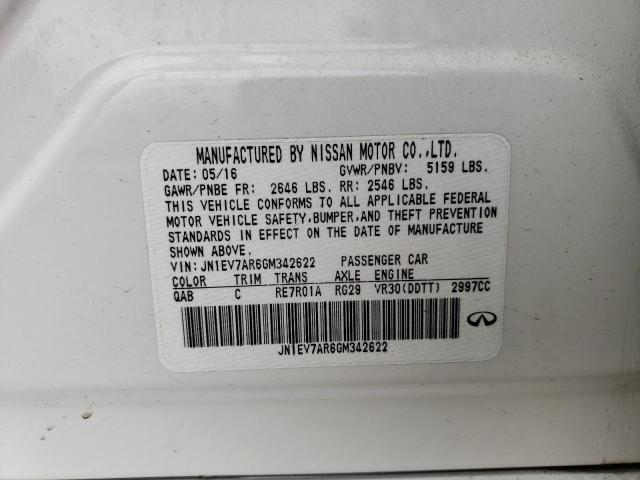 MANUFACTURED BY NISSAN MOTOR CO.,LTD.
DATE: 05/16 GVWR/PNBV: 5159 LBS.
GAWR/PNBE FR: 2646 LBS. RR: 2546 LBS.
THIS VEHICLE CONFORMS TO ALL APPLICABLE FEDERAL
MOTOR VEHICLE SAFETY,BUMPER,AND THEFT PREVENTION
STANDARDS IN EFFECT ON THE DATE OF MANUFACTURE
SHOWN ABOVE.
VIN: JN1EV7AR6GM342622 PASSENGER CAR
COLOR TRIM TRANS AXLE ENGINE
QAB C RE7R01A RG29 VR30(DDTT) 2997CC
JN1EV7AR6GM342622